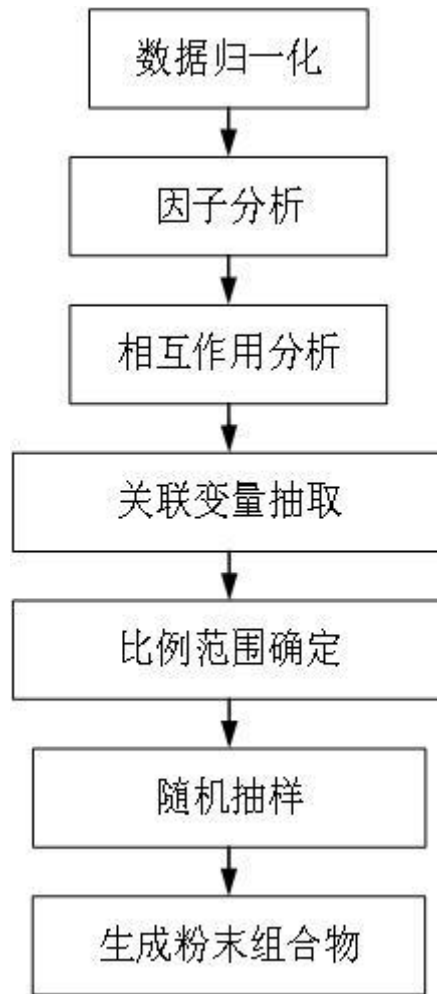 数据归一化
因子分析
相互作用分析
关联变量抽取
比例范围确定
随机抽样
生成粉末组合物